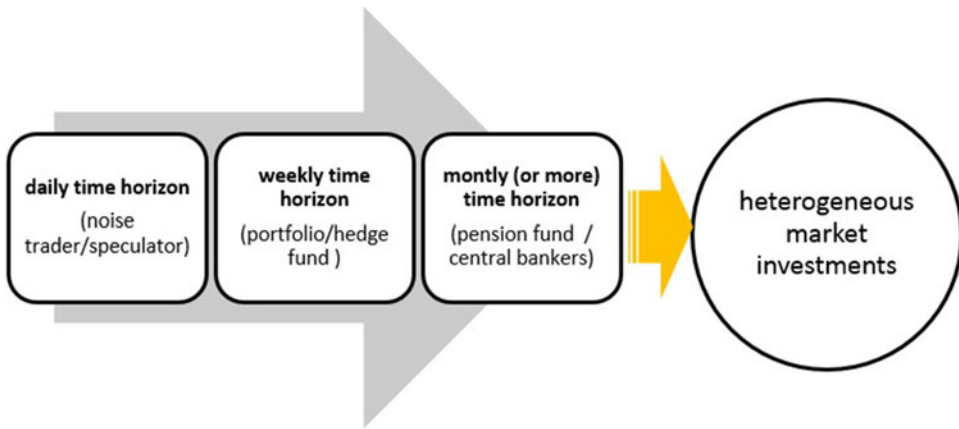 daily time horizon
(noise
trader/speculator)
weekly time
horizon
(portfolio/hedge
fund )
montly (or more)
time horizon
(pension fund /
central bankers)
heterogeneous
market
investments